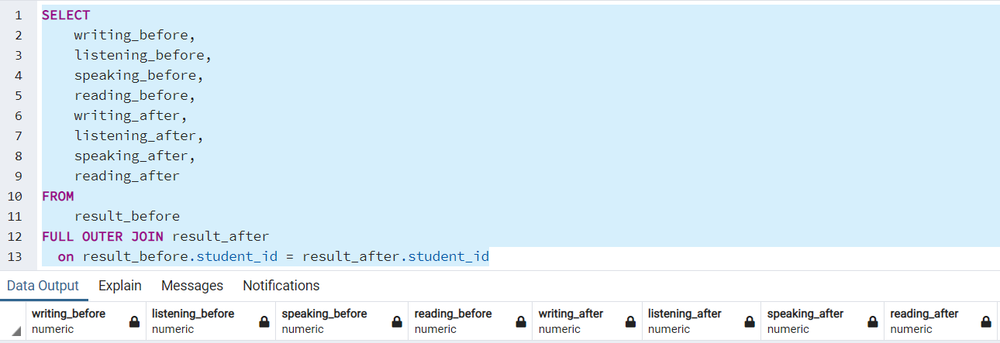 1 SELECT
2 writing_before,
3 listening_before,
4 speaking_before,
5 reading_before,
6 writing_after,
7 listening_after,
8 speaking_after,
9 reading_after
10 FROM
11 result_before
12 FULL OUTER JOIN result_after
13 on result_before.student_id = result_after.student_id
Data Output Explain Messages Notifications
writing_before listening_before speaking_before reading_before writing_after listening_after speaking_after reading_after
numeric numeric numeric numeric numeric numeric numeric numeric